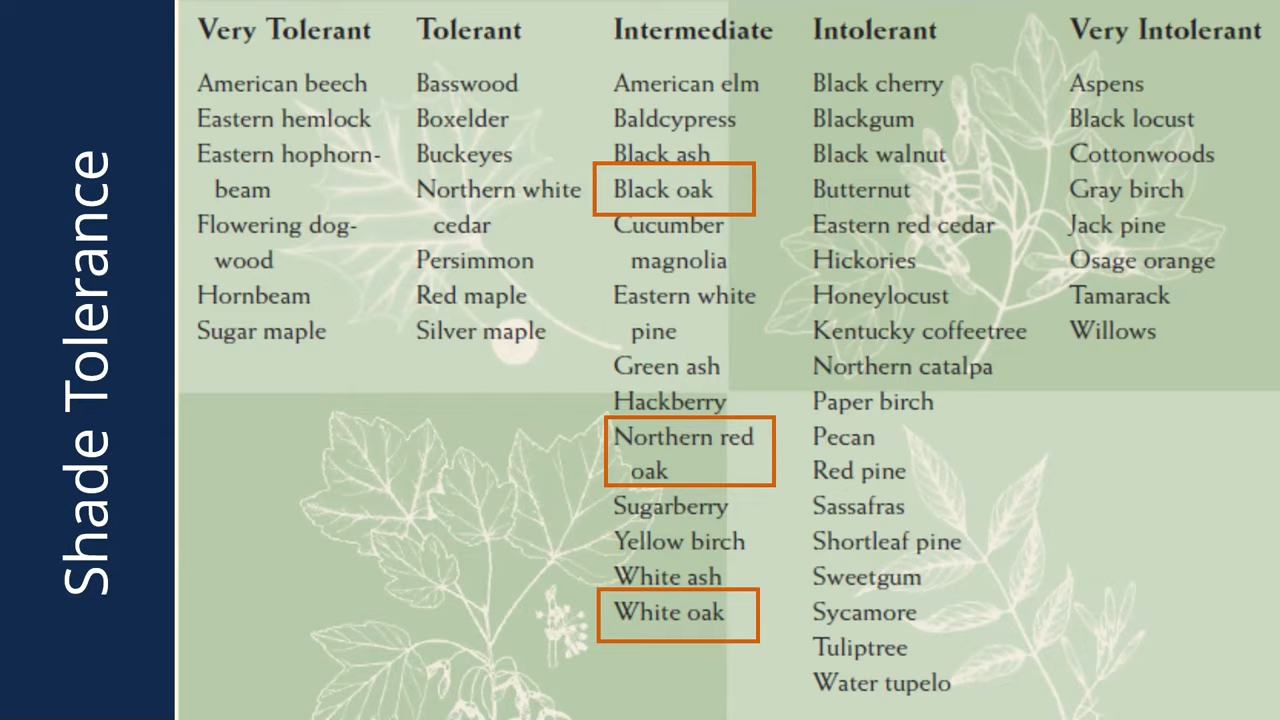 Shade Tolerance
Very Tolerant
American beech
Eastern hemlock
Eastern hophorn-
beam
Flowering dog-
wood
Hornbeam
Sugar maple
Tolerant
Basswood
Boxelder
Buckeyes
Northern white
cedar
Persimmon
Red maple
Silver maple
Intermediate
American elm
Baldcypress
Black ash
Black oak
Cucumber
magnolia
Eastern white
pine
Green ash
Hackberry
Northern red
oak
Sugarberry
Yellow birch
White ash
White oak
Intolerant
Black cherry
Blackgum
Black walnut
Butternut
Eastern red cedar
Hickories
Honeylocust
Kentucky coffeetree
Northern catalpa
Paper birch
Pecan
Red pine
Sassafras
Shortleaf pine
Sweetgum
Sycamore
Tuliptree
Water tupelo
Very Intolerant
Aspens
Black locust
Cottonwoods
Gray birch
Jack pine
Osage orange
Tamarack
Willows